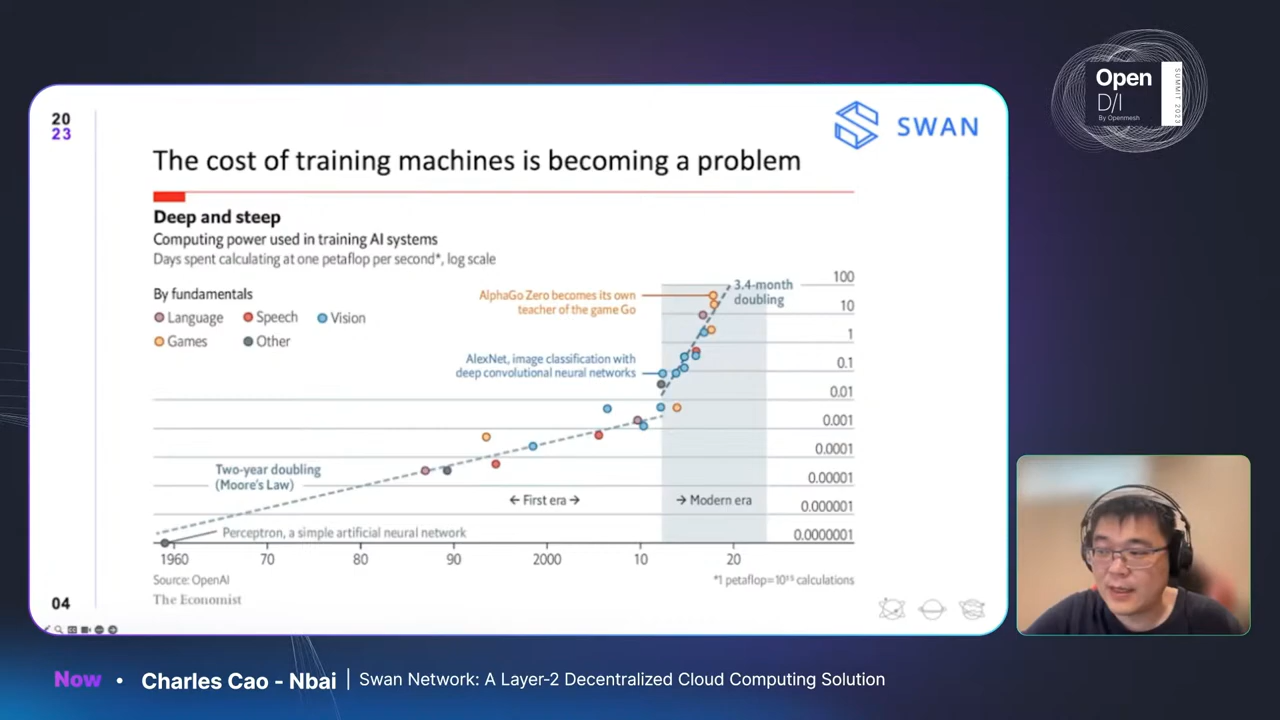 Open
D/I
By Openmesh
SUMMIT 2023
20
23
SWAN
The cost of training machines is becoming a problem
Deep and steep
Computing power used in training AI systems
Days spent calculating at one petaflop per second*, log scale
By fundamentals
Language
Speech
Vision
Games
Other
AlphaGo Zero becomes its own
teacher of the game Go
AlexNet, image classification with
deep convolutional neural networks
3.4-month
doubling
100
10
1
0.1
0.01
0.001
0.0001
0.00001
0.000001
0.0000001
Two-year doubling
(Moore's Law)
← First era →
→ Modern era
Perceptron, a simple artificial neural network
1960 70 80 90 2000 10 20
Source: OpenAI
*1 petaflop=10¹⁵ calculations
The Economist
04
Now • Charles Cao - Nbai | Swan Network: A Layer-2 Decentralized Cloud Computing Solution